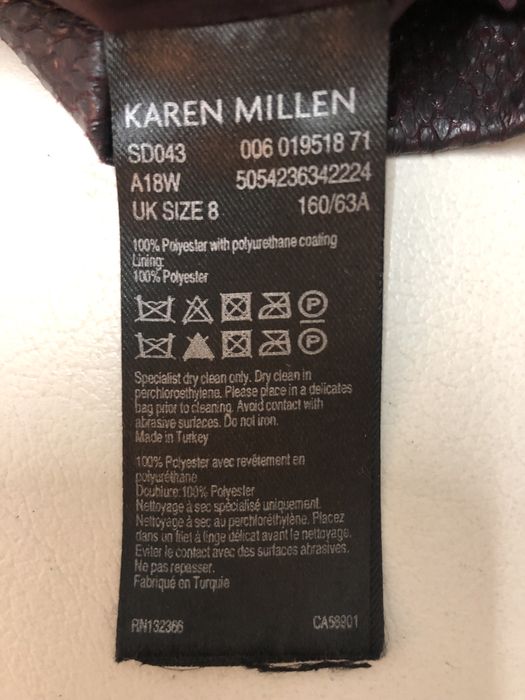 KAREN MILLEN
SD043 006 019518 71
A18W 5054236342224
UK SIZE 8 160/63A
100% Polyester with polyurethane coating
Lining:
100% Polyester
P
P
Specialist dry clean only. Dry clean in
perchloroethylene. Please place in a delicates
bag prior to cleaning. Avoid contact with
abrasive surfaces. Do not iron.
Made in Turkey
100% Polyester avec revêtement en
polyuréthane
Doublure: 100% Polyester
Nettoyage à sec spécialisé uniquement.
Nettoyage à sec au perchloréthylène. Placez
dans un filet à linge délicat avant le nettoyage.
Eviter le contact avec des surfaces abrasives.
Ne pas repasser.
Fabriqué en Turquie
RN132366 CA58901